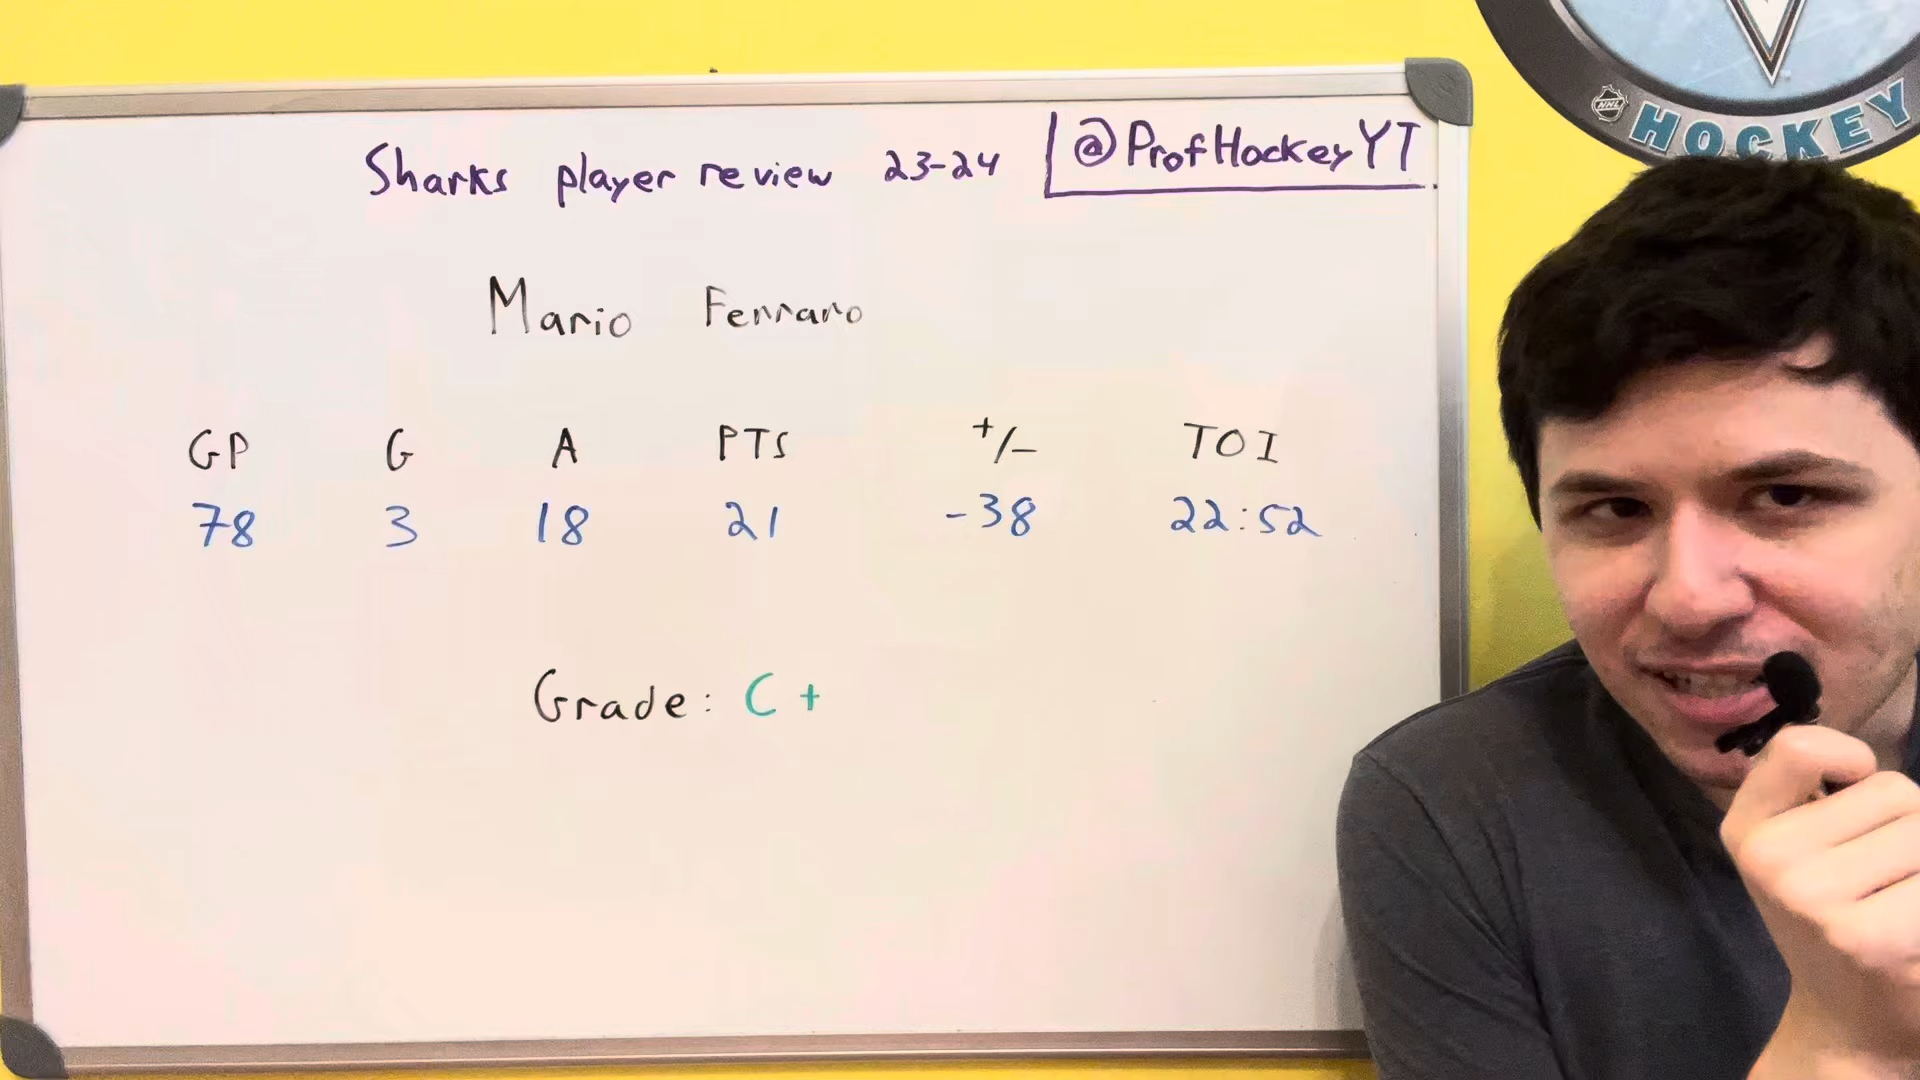 Sharks player review 23-24 @ProfHockeyYT
NHL
HOCKEY
Mario Ferraro
GP G A PTS +/- TOI
78 3 18 21 -38 22:52
Grade: C+